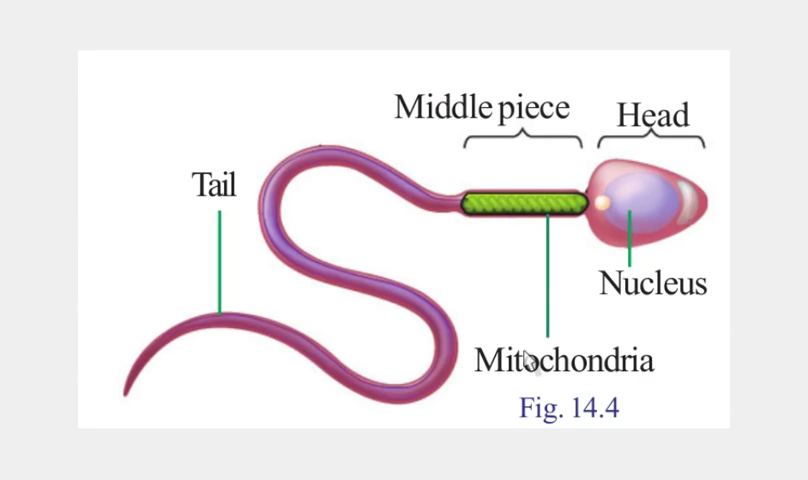 Middle piece
Head
Tail
Nucleus
Mitochondria
Fig. 14.4